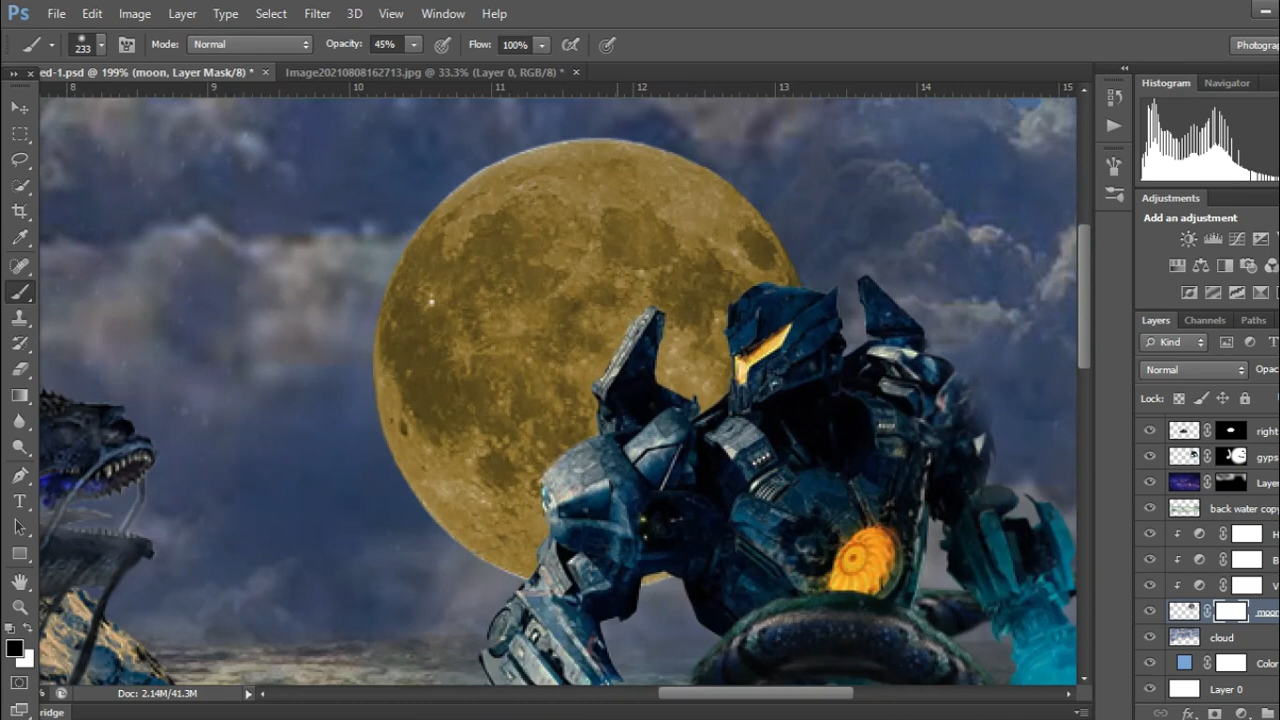 Ps File Edit Image Layer Type Select Filter 3D View Window Help
233 Mode: Normal Opacity: 45% Flow: 100% Photogra
ed-1.psd @ 199% (moon, Layer Mask/8) * × Image20210808162713.jpg @ 33.3% (Layer 0, RGB/8) * ×
8 9 10 11 12 13 14 15
Histogram Navigator
Adjustments
Add an adjustment
Layers Channels Paths
Kind
Normal Opac
Lock:
right
gyps
Layer
back water copy
H
B
V
moon
cloud
Color
Layer 0
% Doc: 2.14M/41.3M
ridge
fx